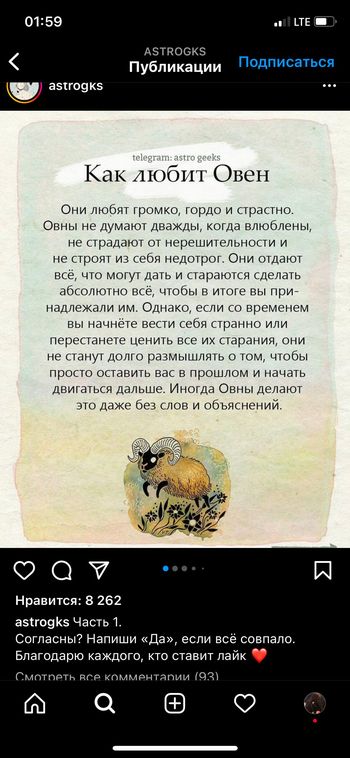 01:59
LTE
ASTROGKS
Публикации
Подписаться
astrogks
telegram: astro geeks
Как любит Овен
Они любят громко, гордо и страстно.
Овны не думают дважды, когда влюблены,
не страдают от нерешительности и
не строят из себя недотрог. Они отдают
всё, что могут дать и стараются сделать
абсолютно всё, чтобы в итоге вы при-
надлежали им. Однако, если со временем
вы начнёте вести себя странно или
перестанете ценить все их старания, они
не станут долго размышлять о том, чтобы
просто оставить вас в прошлом и начать
двигаться дальше. Иногда Овны делают
это даже без слов и объяснений.
Нравится: 8 262
astrogks Часть 1.
Согласны? Напиши «Да», если всё совпало.
Благодарю каждого, кто ставит лайк ❤️
Смотреть все комментарии (93)